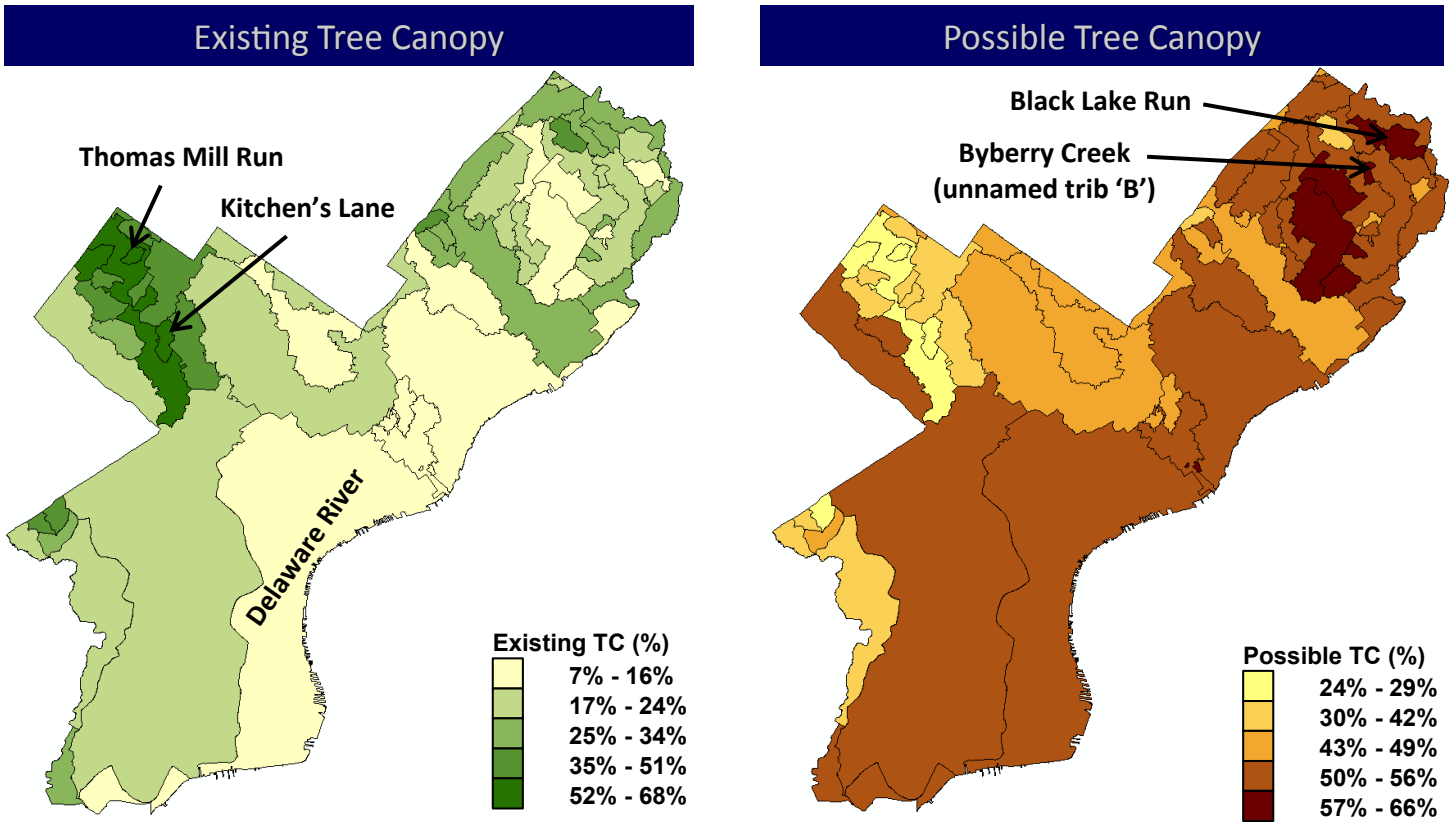 Existing Tree Canopy
Thomas Mill Run
Kitchen's Lane
Delaware River
Existing TC (%)
7% - 16%
17% - 24%
25% - 34%
35% - 51%
52% - 68%
Possible Tree Canopy
Black Lake Run
Byberry Creek
(unnamed trib ‘B’)
Possible TC (%)
24% - 29%
30% - 42%
43% - 49%
50% - 56%
57% - 66%